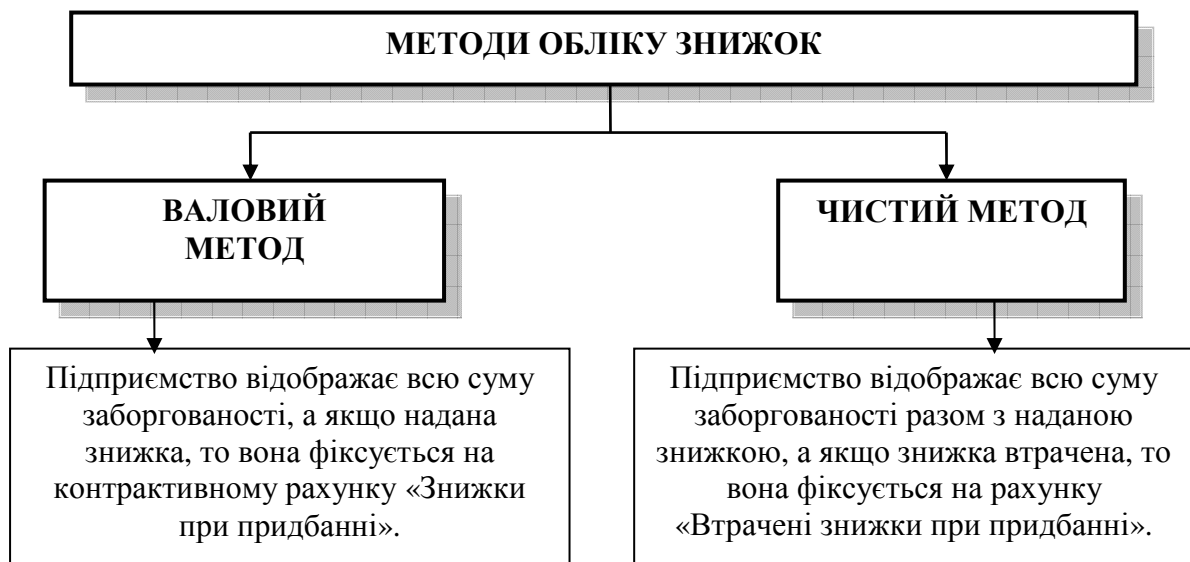 МЕТОДИ ОБЛІКУ ЗНИЖОК
ВАЛОВИЙ
МЕТОД
Підприємство відображає всю суму
заборгованості, а якщо надана
знижка, то вона фіксується на
контрактивному рахунку «Знижки
при придбанні».
ЧИСТИЙ МЕТОД
Підприємство відображає всю суму
заборгованості разом з наданою
знижкою, а якщо знижка втрачена, то
вона фіксується на рахунку
«Втрачені знижки при придбанні».